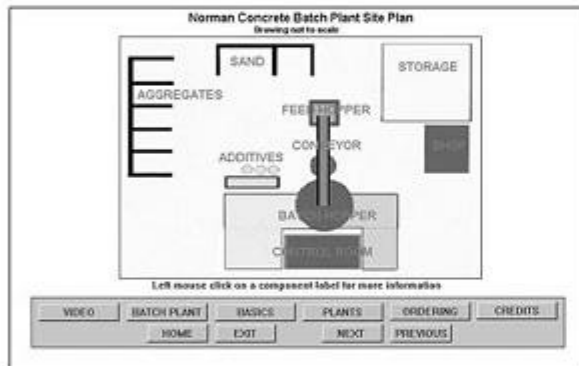 Norman Concrete Batch Plant Site Plan
Drawing not to scale
SAND
STORAGE
AGGREGATES
FEED HOPPER
CONVEYOR
SHOP
ADDITIVES
BATCH HOPPER
CONTROL ROOM
Left mouse click on a component label for more information
VIDEO BATCH PLANT BASICS PLANTS ORDERING CREDITS
HOME EXIT NEXT PREVIOUS